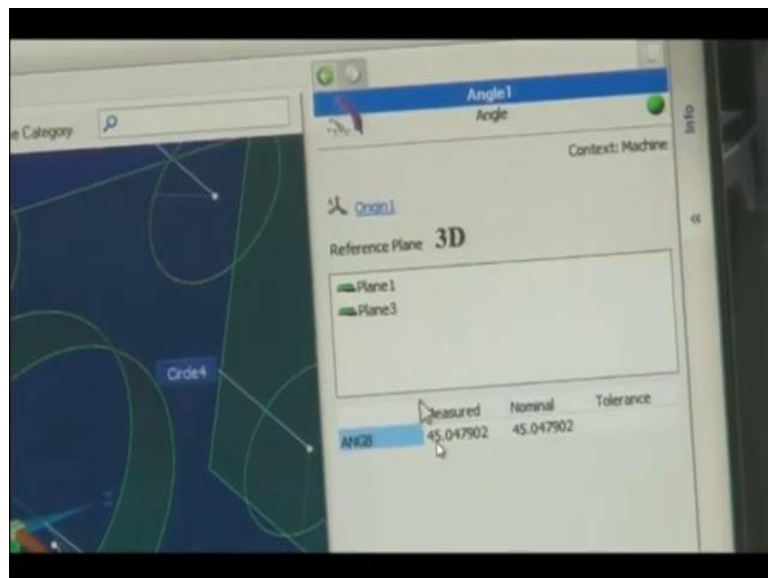 Angle1
e Category
Angle
Info
Context: Machine
Origin1
Reference Plane 3D
Plane1
Plane3
Circle4
Measured Nominal Tolerance
45.047902 45.047902